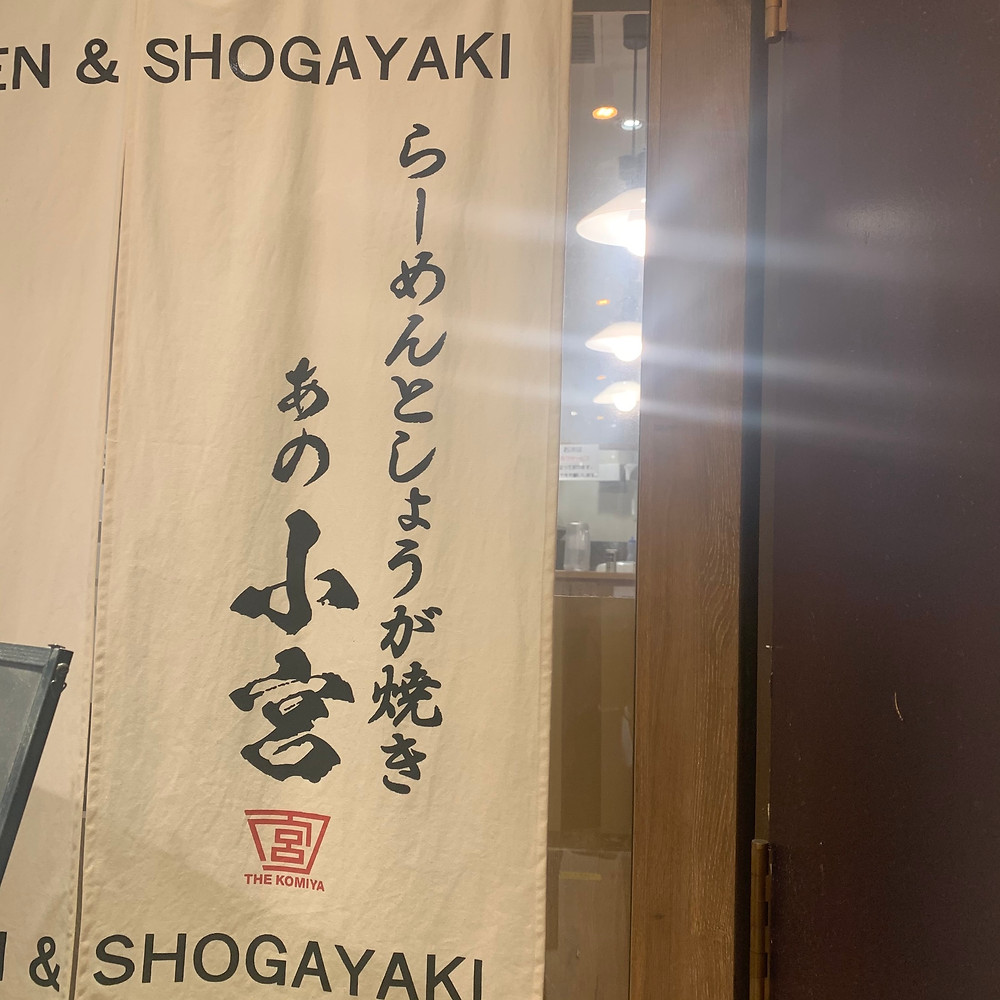 EN & SHOGAYAKI
らーめんとしょうが焼き
あの小宮
宮
THE KOMIYA
& SHOGAYAKI